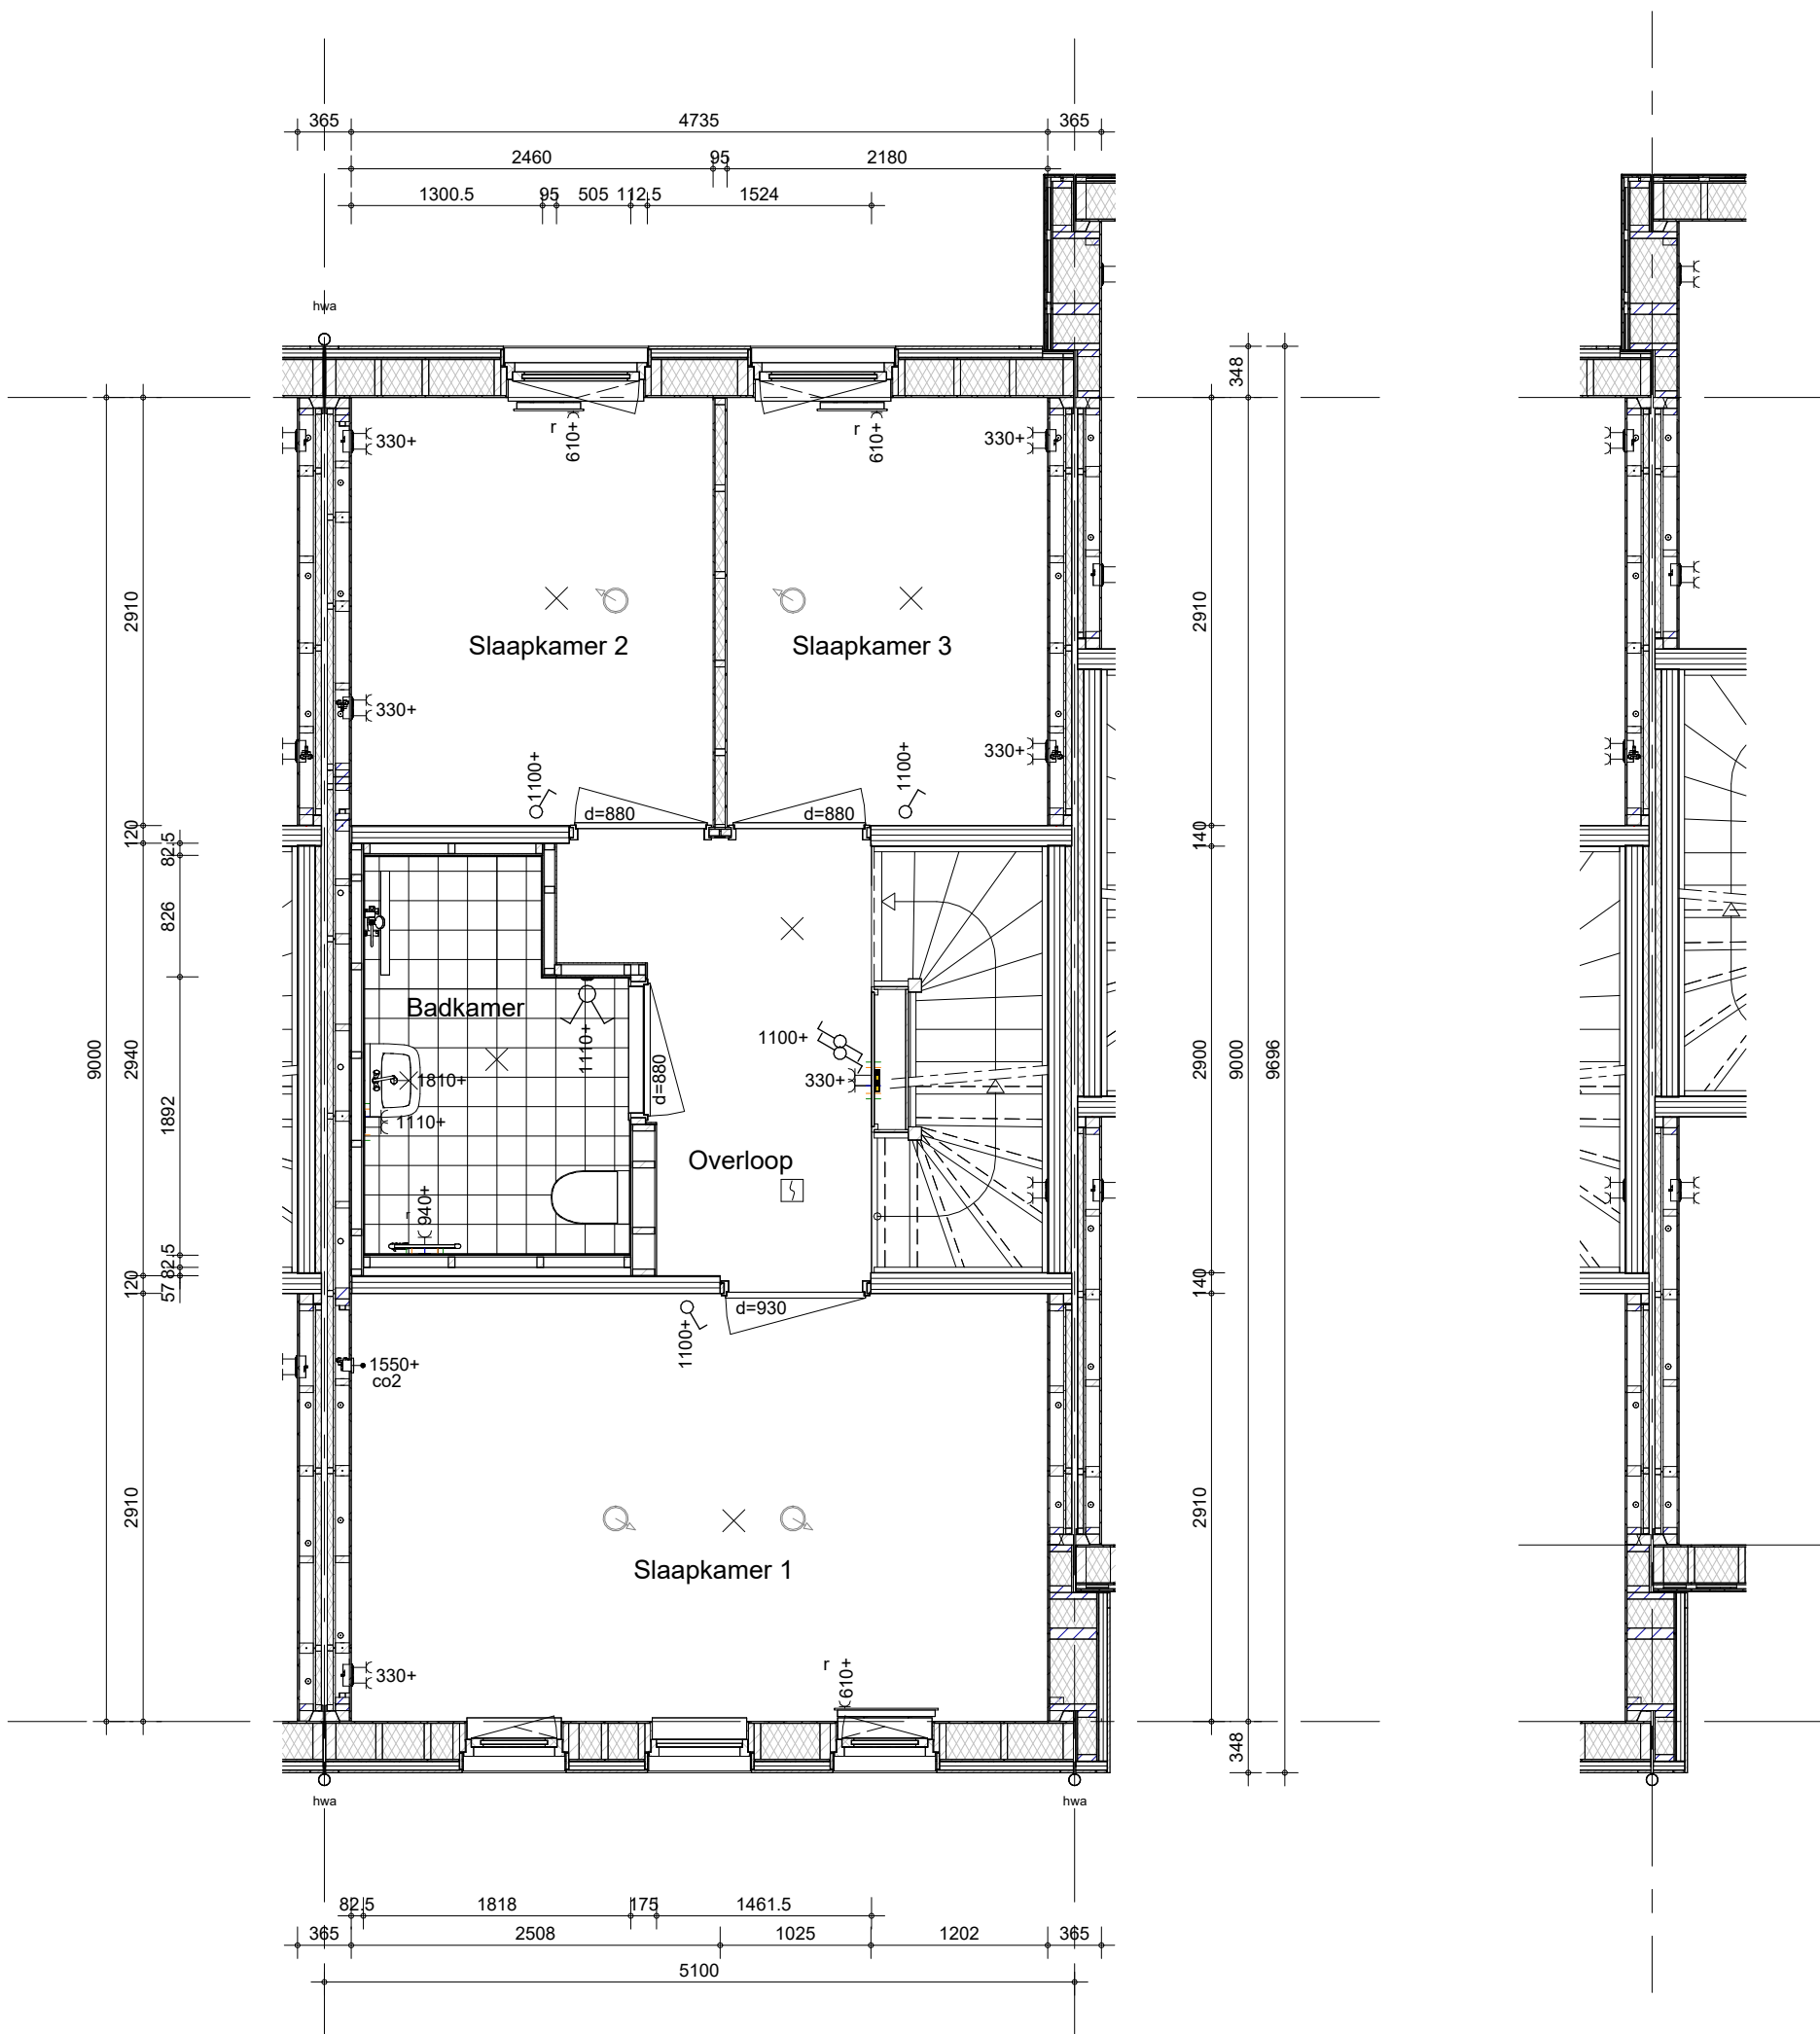 365 4735 365
2460 95 2180
1300.5 95 505 112.5 1524
hwa
348
r 610+ r 610+
330+ 330+
2910 2910
Slaapkamer 2 Slaapkamer 3
330+
330+
1100+ 1100+
d=880 d=880
120 82.5 140
826
Badkamer
1110+
1100+
9000 2940 2900 9000 9696
1810+ d=880 330+
1892 1110+
Overloop
r 940+
120 57 82.5 140
d=930
1100+
1550+
co2
2910 2910
Slaapkamer 1
r 610+
330+
348
hwa hwa
82.5 1818 175 1461.5
365 2508 1025 1202 365
5100